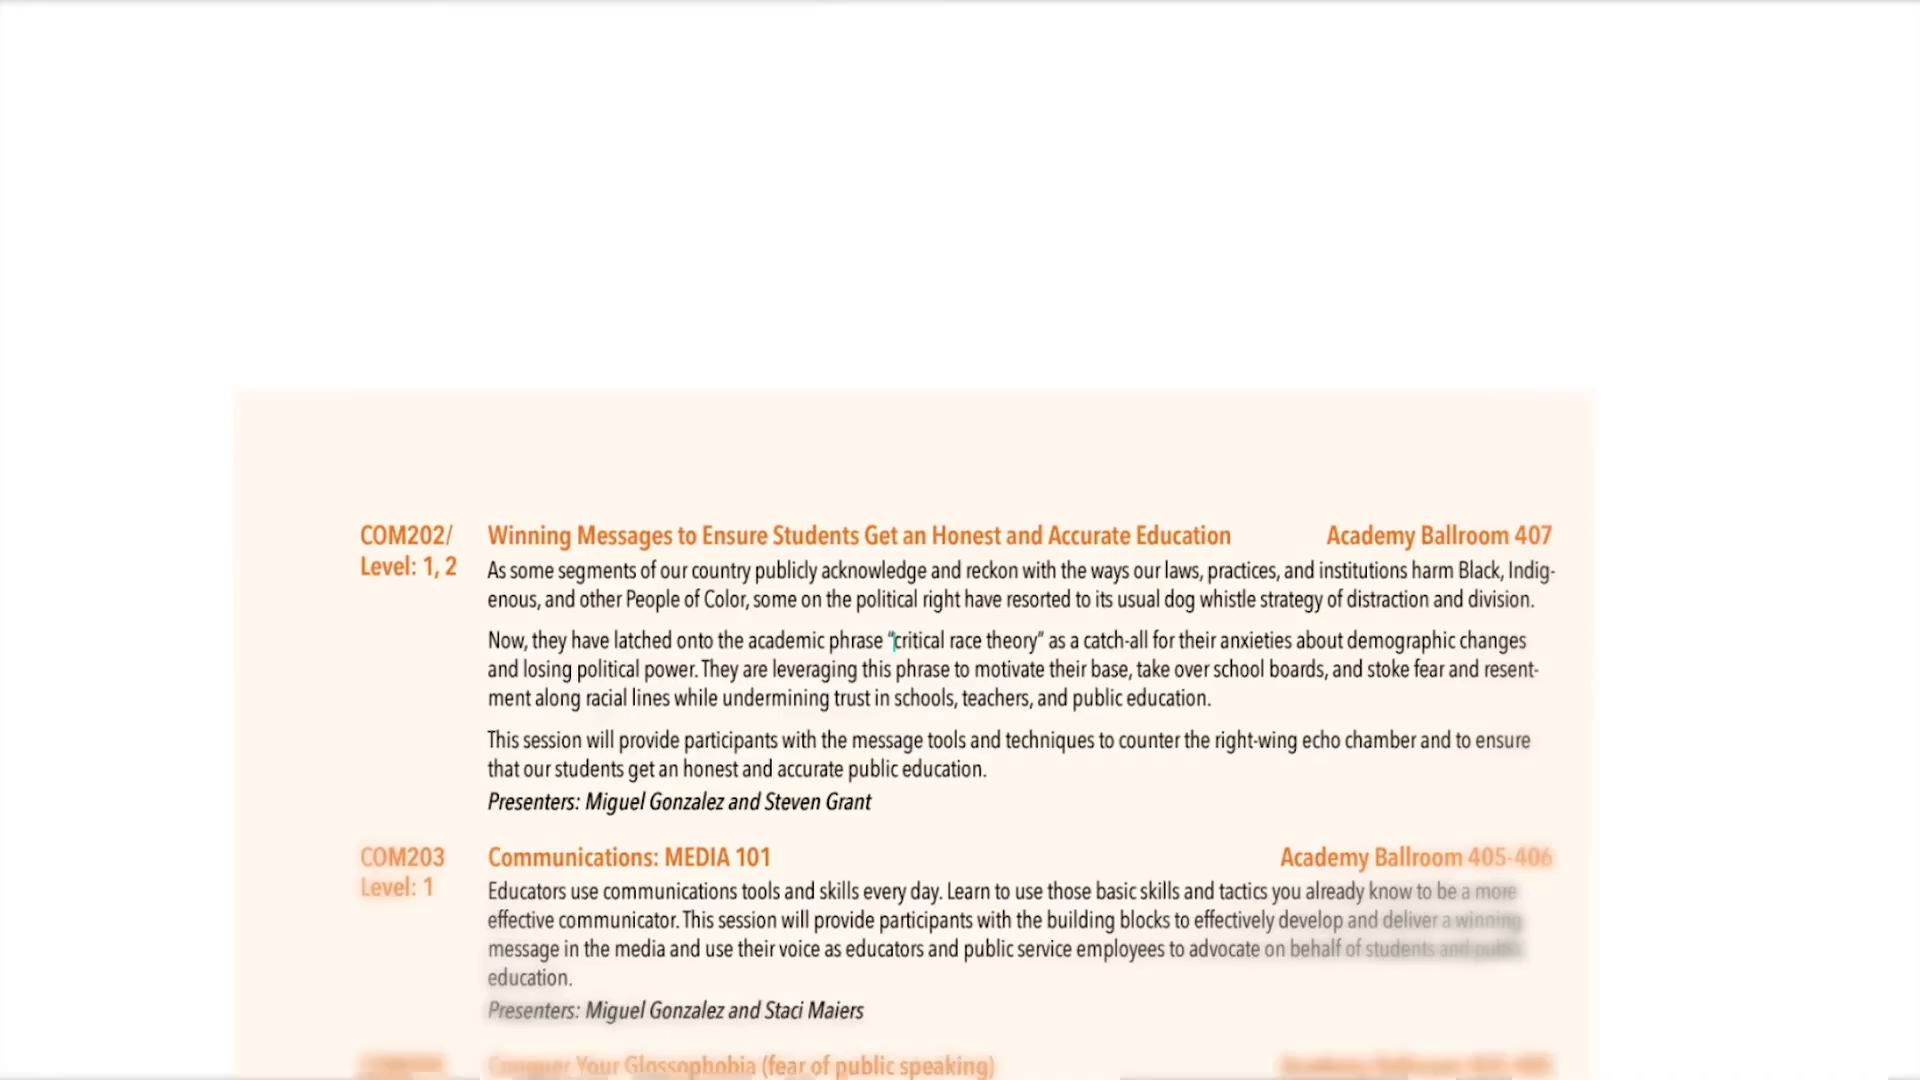 COM202/ Winning Messages to Ensure Students Get an Honest and Accurate Education Academy Ballroom 407
Level: 1, 2 As some segments of our country publicly acknowledge and reckon with the ways our laws, practices, and institutions harm Black, Indig-
enous, and other People of Color, some on the political right have resorted to its usual dog whistle strategy of distraction and division.
Now, they have latched onto the academic phrase “critical race theory” as a catch-all for their anxieties about demographic changes
and losing political power. They are leveraging this phrase to motivate their base, take over school boards, and stoke fear and resent-
ment along racial lines while undermining trust in schools, teachers, and public education.
This session will provide participants with the message tools and techniques to counter the right-wing echo chamber and to ensure
that our students get an honest and accurate public education.
Presenters: Miguel Gonzalez and Steven Grant
COM203 Communications: MEDIA 101 Academy Ballroom 405-406
Level: 1 Educators use communications tools and skills every day. Learn to use those basic skills and tactics you already know to be a more
effective communicator. This session will provide participants with the building blocks to effectively develop and deliver a winning
message in the media and use their voice as educators and public service employees to advocate on behalf of students and public
education.
Presenters: Miguel Gonzalez and Staci Maiers
Conquer Your Glossophobia (fear of public speaking) Academy Ballroom